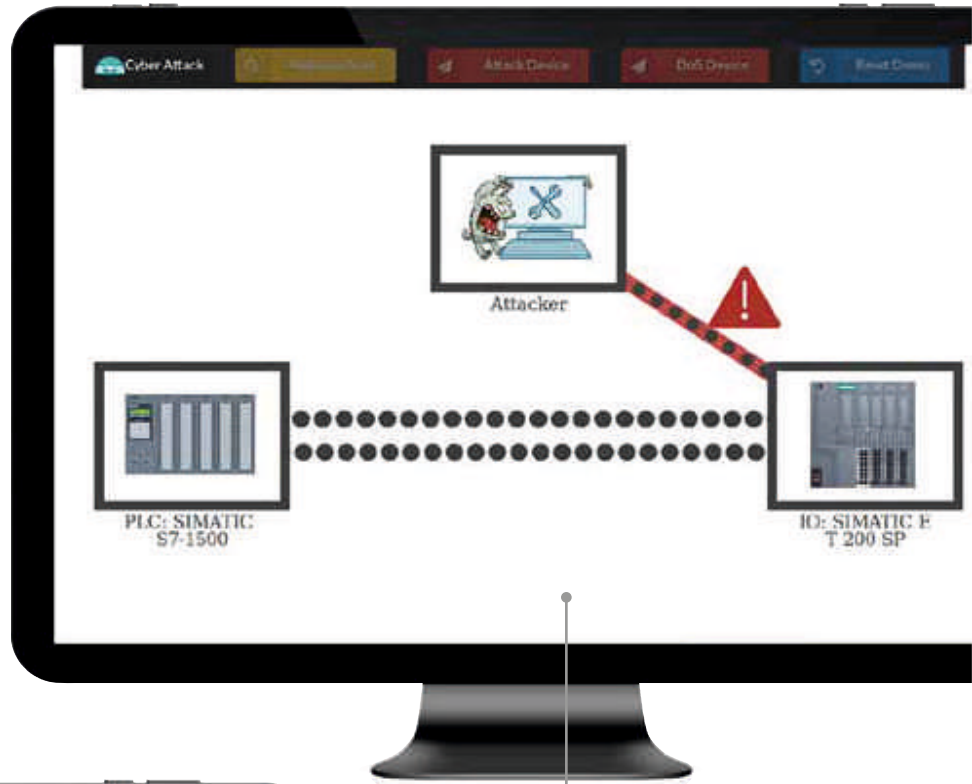 Cyber Attack
Attack Device
DoS Device
Reset Demo
Attacker
PLC: SIMATIC
S7-1500
IO: SIMATIC E
T 200 SP